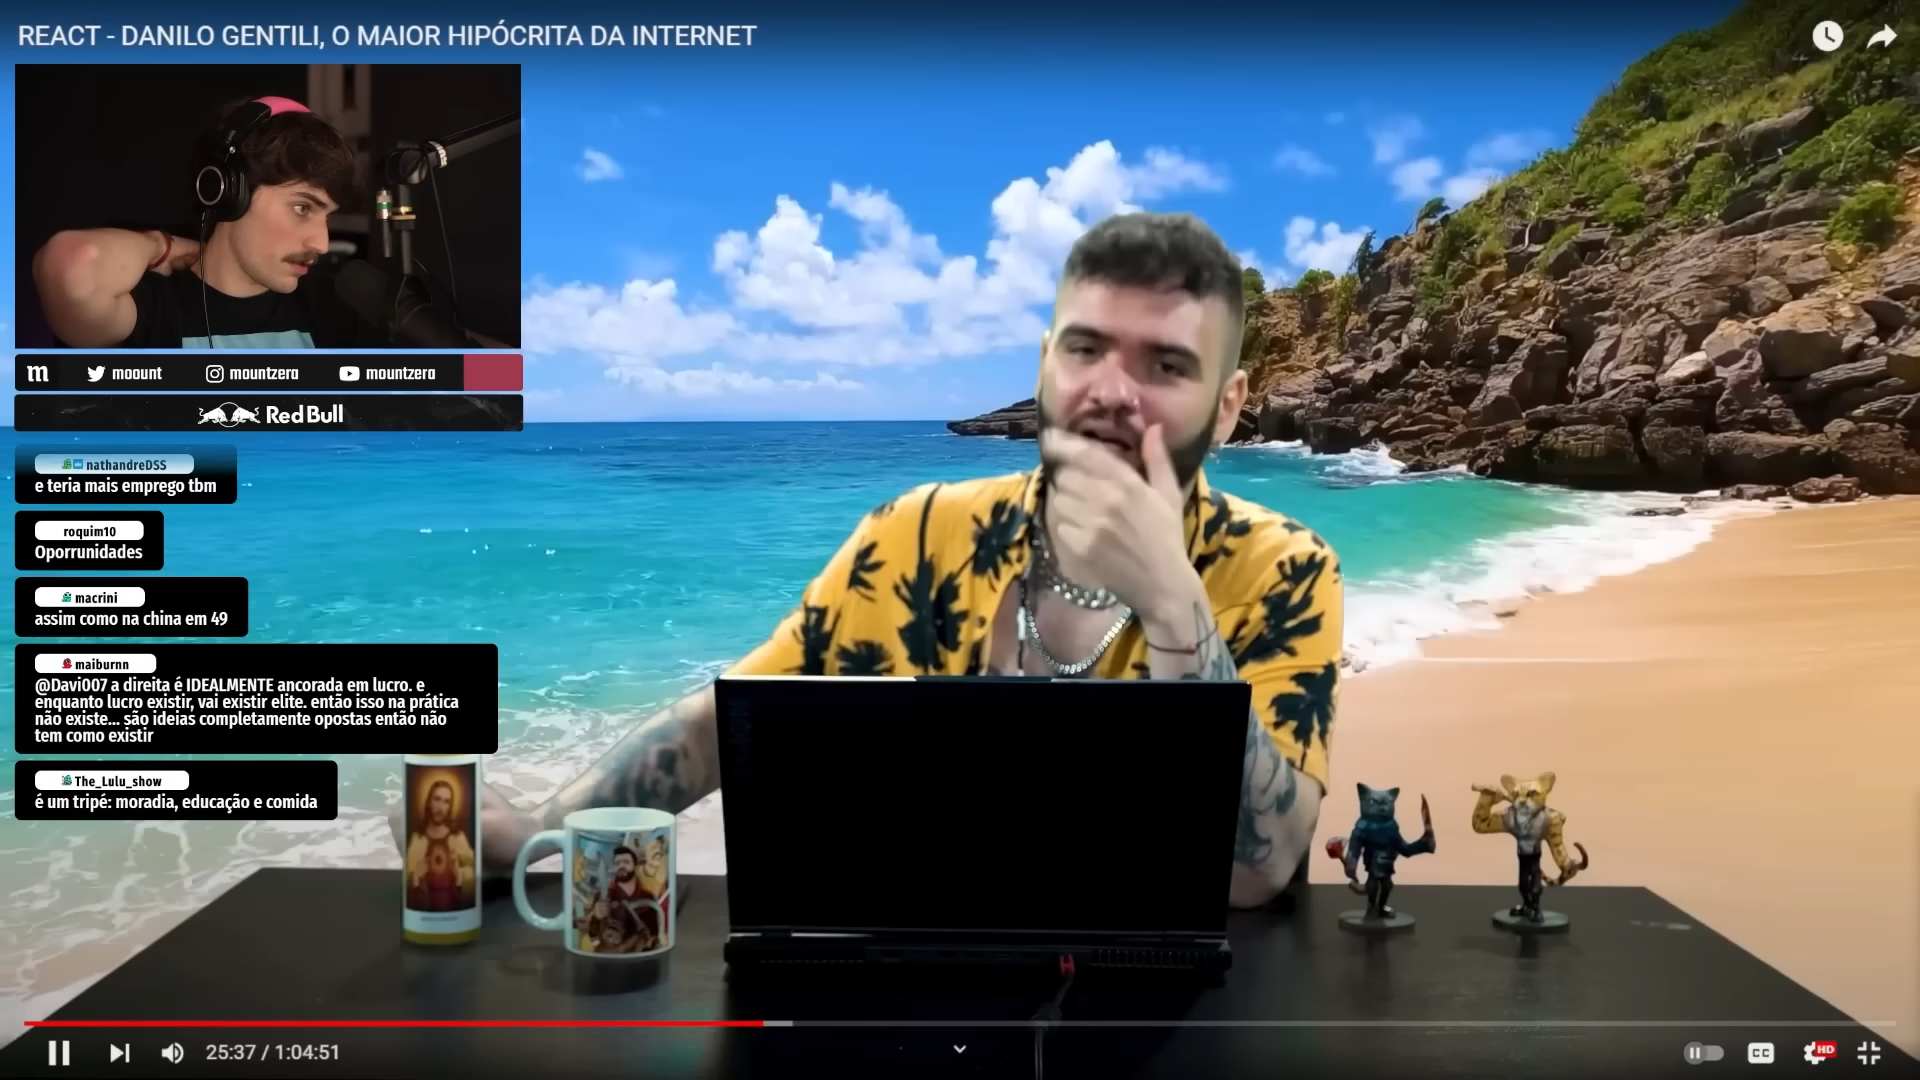 REACT - DANILO GENTILI, O MAIOR HIPÓCRITA DA INTERNET
m moount mountzera mountzera
Red Bull
nathandreDSS
e teria mais emprego tbm
roquim10
Oporrunidades
macrini
assim como na china em 49
maiburnn
@Davi007 a direita é IDEALMENTE ancorada em lucro. e
enquanto lucro existir, vai existir elite. então isso na prática
não existe... são ideias completamente opostas então não
tem como existir
The_Lulu_show
é um tripé: moradia, educação e comida
25:37 / 1:04:51
CC
HD